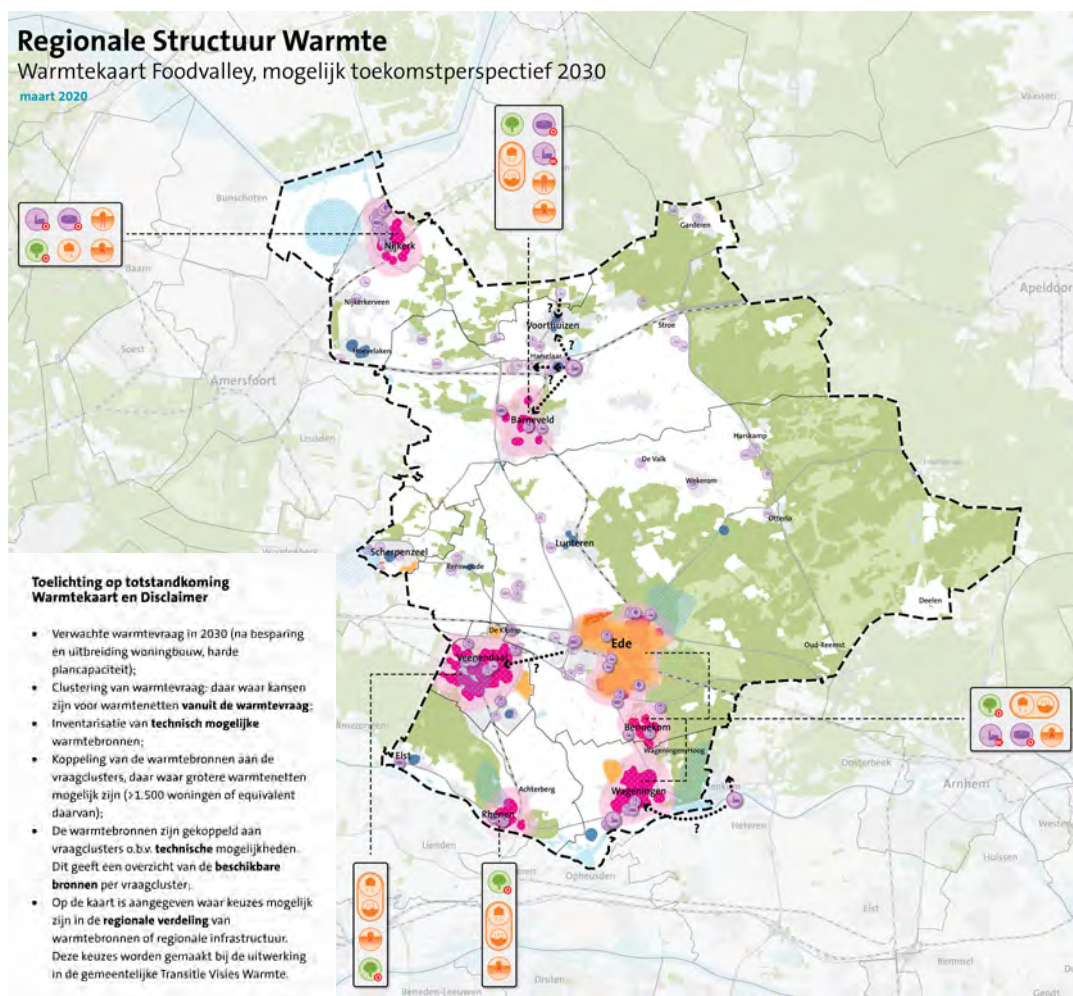 Regionale Structuur Warmte
Warmtekaart Foodvalley, mogelijk toekomstperspectief 2030
maart 2020
Vaassen
Bunschoten
Garderen
Nijkerk
Baarn
Apeldoorn
Nijkerkerveen
Voorthuizen
?
Stroe
?
Soest
Hoevelaken
Harselaar
?
Amersfoort
Barneveld
Leusden
Harskamp
De Valk
Wekerom
Otterlo
Lunteren
Scherpenzeel
Renswoude
Deelen
De Klomp
Ede
Oud-Reemst
Veenendaal
?
Bennekom
Wageningen-Hoog
Elst
Oosterbeek
Arnhem
Achterberg
Wageningen
Rhenen
?
Heteren
Lienden
Huissen
Opheusden
Elst
Bemmel
Druten
Beneden-Leeuwen
Gendt
Toelichting op totstandkoming
Warmtekaart en Disclaimer
• Verwachte warmtevraag in 2030 (na besparing
en uitbreiding woningbouw, harde
plancapaciteit);
• Clustering van warmtevraag: daar waar kansen
zijn voor warmtenetten vanuit de warmtevraag;
• Inventarisatie van technisch mogelijke
warmtebronnen;
• Koppeling van de warmtebronnen aan de
vraagclusters, daar waar grotere warmtenetten
mogelijk zijn (>1.500 woningen of equivalent
daarvan);
• De warmtebronnen zijn gekoppeld aan
vraagclusters o.b.v. technische mogelijkheden.
Dit geeft een overzicht van de beschikbare
bronnen per vraagcluster;
• Op de kaart is aangegeven waar keuzes mogelijk
zijn in de regionale verdeling van
warmtebronnen of regionale infrastructuur.
Deze keuzes worden gemaakt bij de uitwerking
in de gemeentelijke Transitie Visies Warmte.